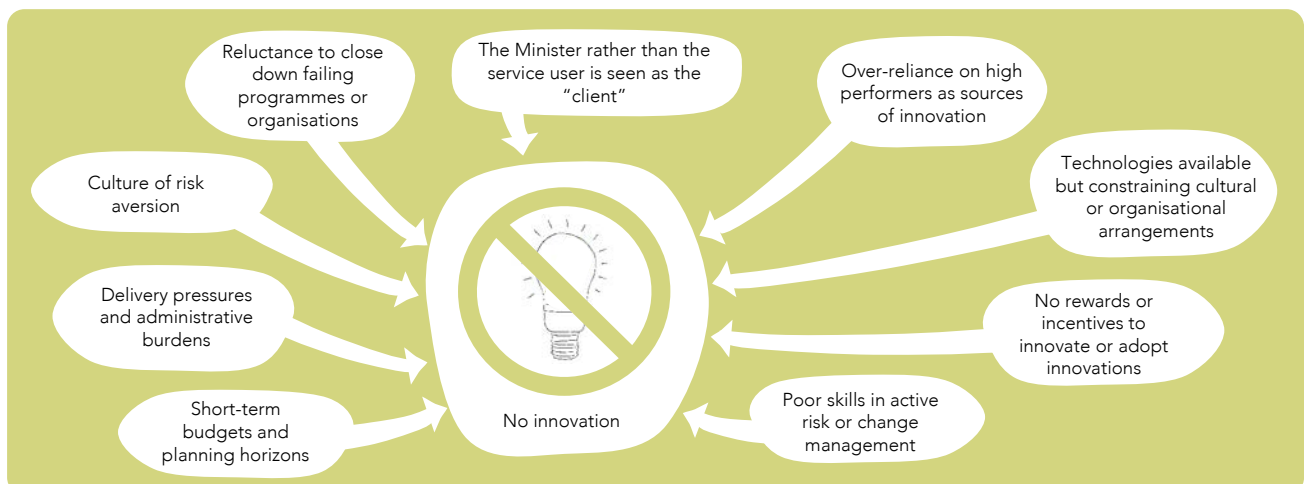 Reluctance to close
down failing
programmes or
organisations
The Minister rather than the
service user is seen as the
“client”
Over-reliance on high
performers as sources
of innovation
Culture of risk
aversion
Technologies available
but constraining cultural
or organisational
arrangements
Delivery pressures
and administrative
burdens
No rewards or
incentives to
innovate or adopt
innovations
Short-term
budgets and
planning horizons
No innovation
Poor skills in active
risk or change
management